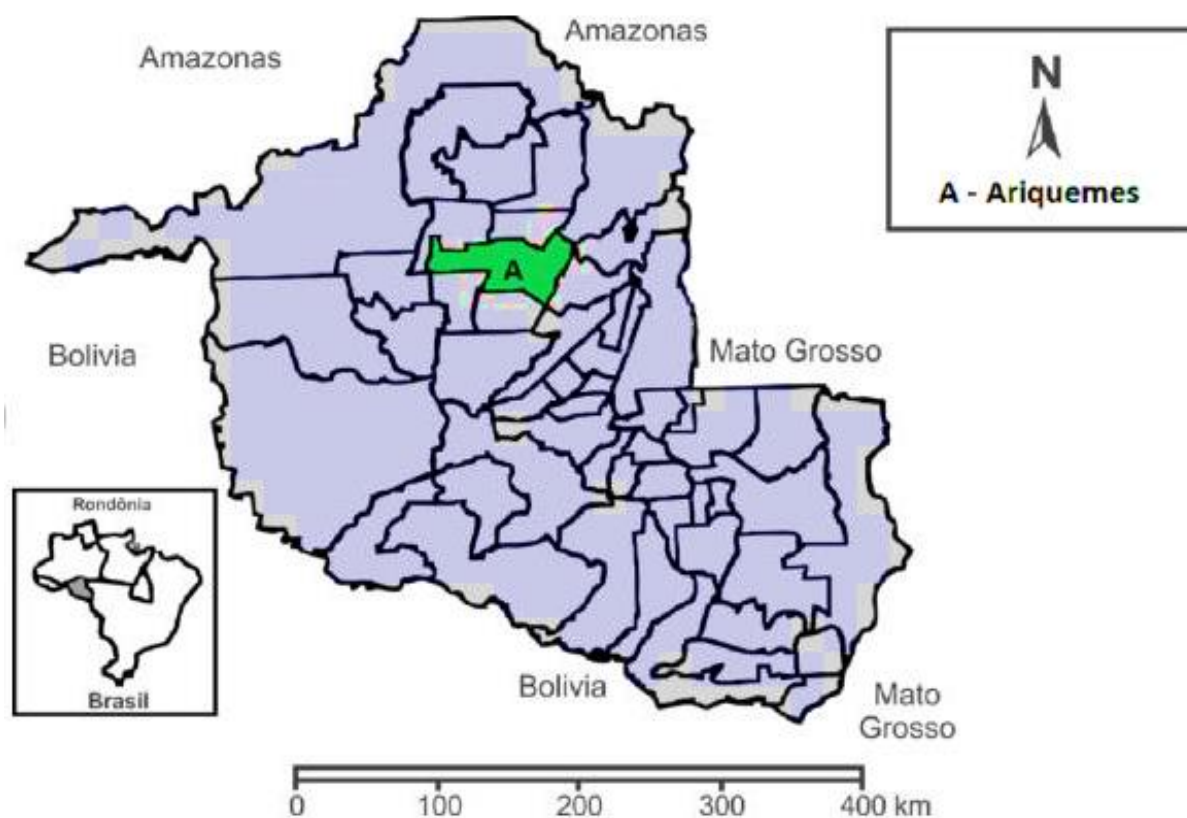 Amazonas
Amazonas
N
A - Ariquemes
A
Bolivia
Mato Grosso
Rondônia
Brasil
Bolivia
Mato
Grosso
0 100 200 300 400 km